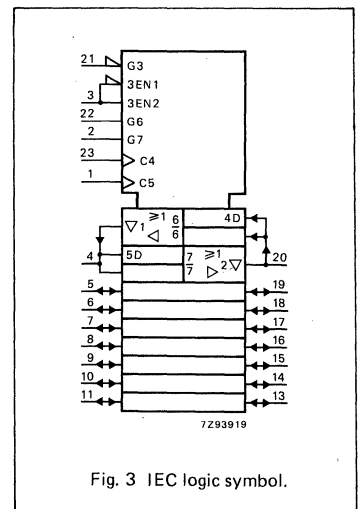 21 G3
3EN1
3 3EN2
22 G6
2 G7
23 C4
1 C5
▽1 ≥1 6 4D
◁ 6
4 5D 7 ≥1 20
7 ▷ 2▽
5 19
6 18
7 17
8 16
9 15
10 14
11 13
7Z93919
Fig. 3 IEC logic symbol.